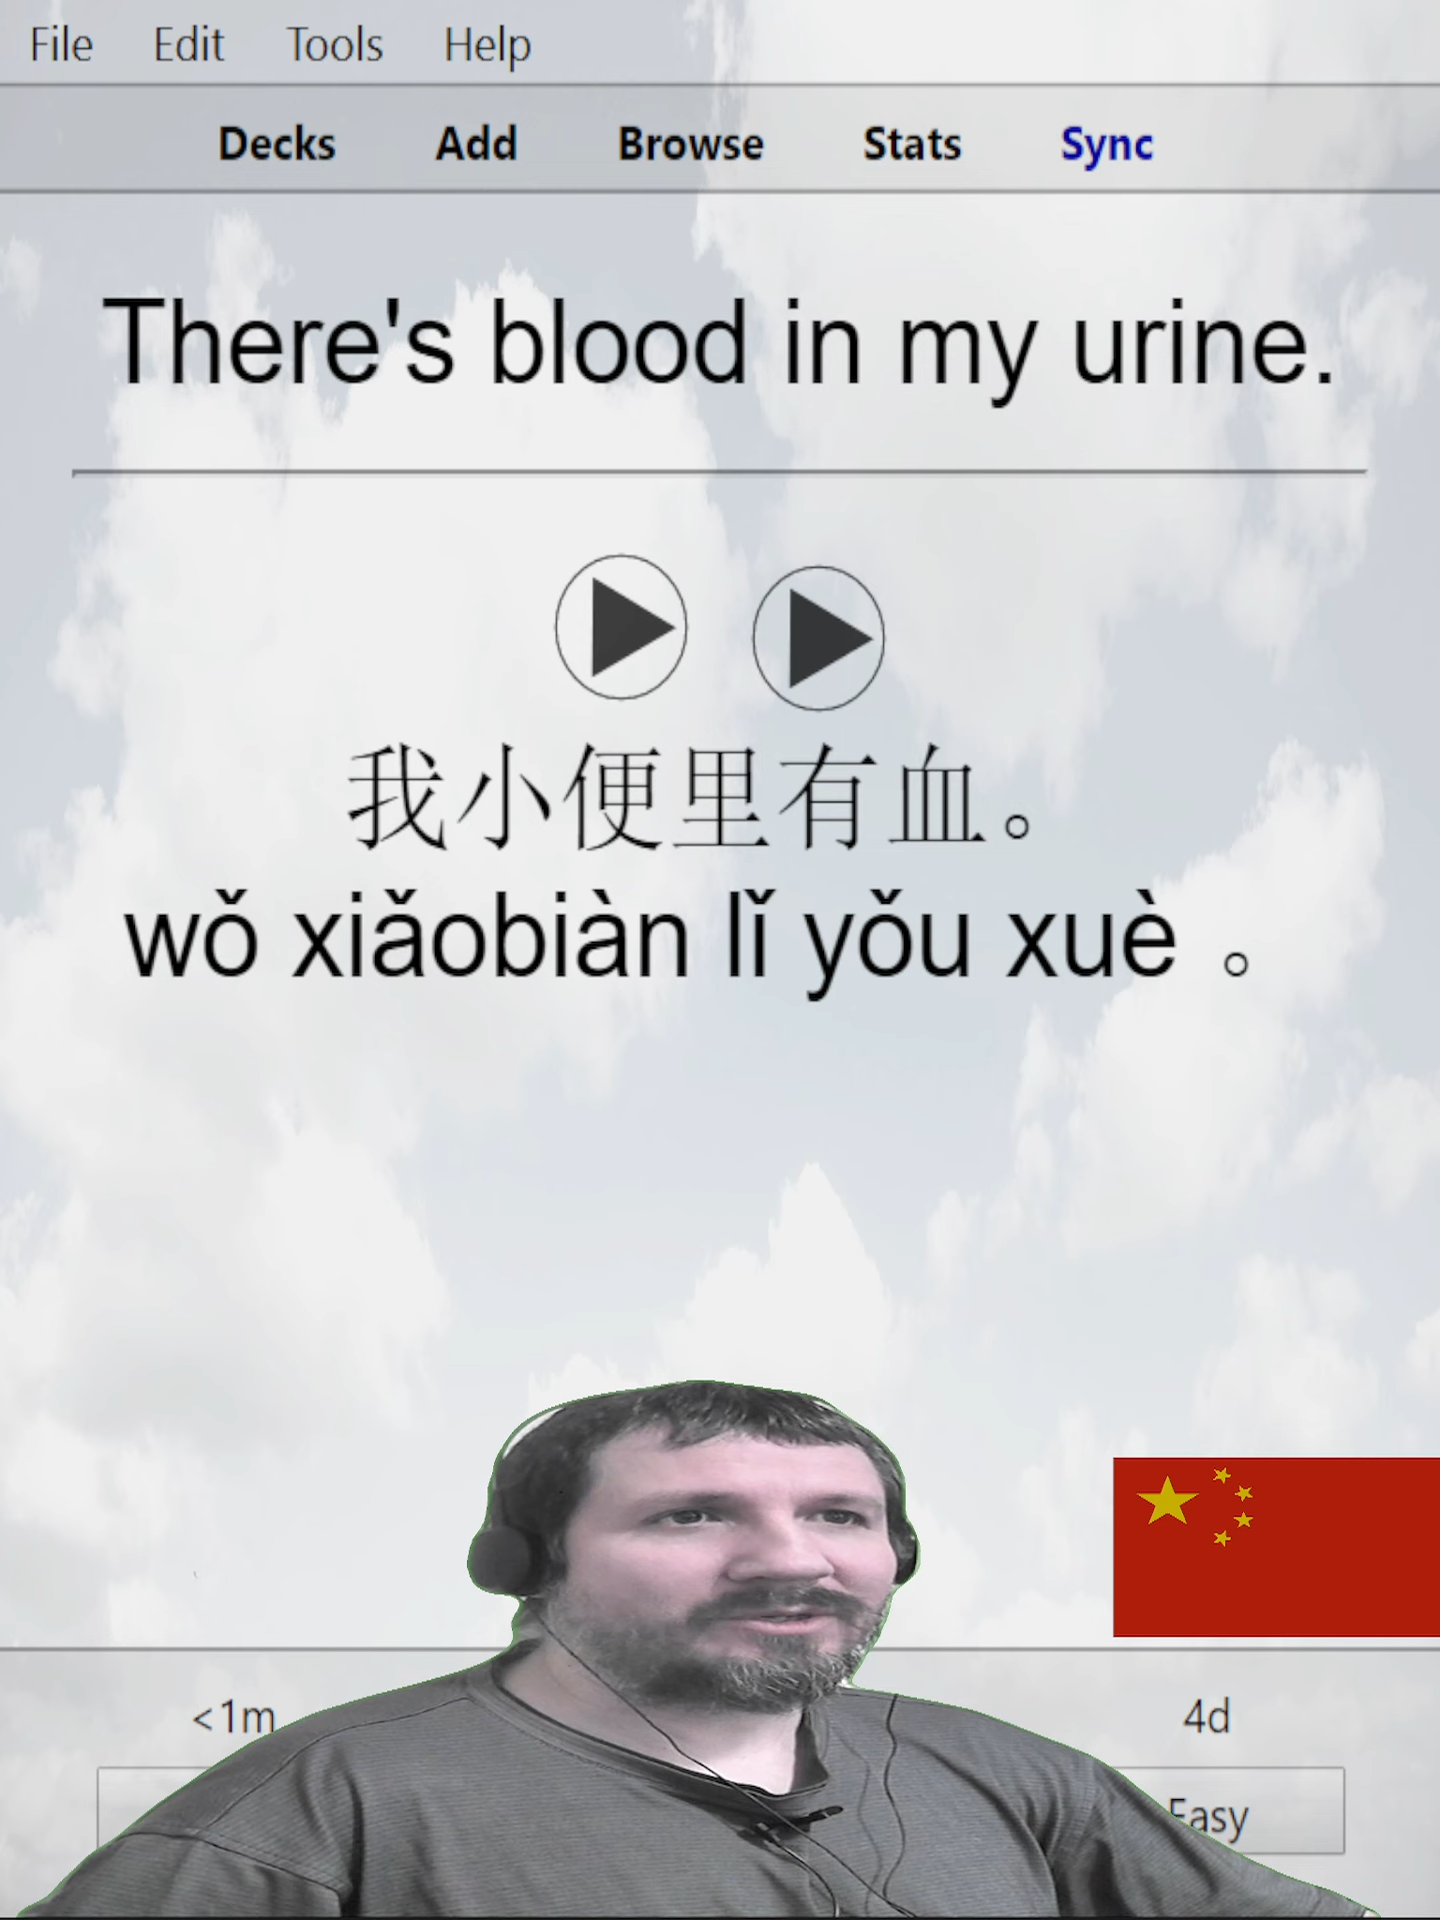 File Edit Tools Help
Decks Add Browse Stats Sync
There's blood in my urine.
我小便里有血。
wǒ xiǎobiàn lǐ yǒu xuè 。
<1m 4d
Easy